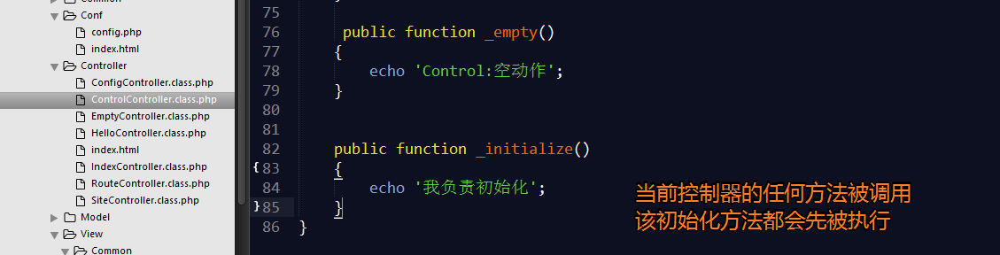 Common
Conf
config.php
index.html
Controller
ConfigController.class.php
ControlController.class.php
EmptyController.class.php
HelloController.class.php
index.html
IndexController.class.php
RouteController.class.php
SiteController.class.php
Model
View
Common
75
76 public function _empty()
77 {
78 echo 'Control:空动作';
79 }
80
81
82 public function _initialize()
{83 {
84 echo '我负责初始化';
}85 }
86 }
当前控制器的任何方法被调用
该初始化方法都会先被执行